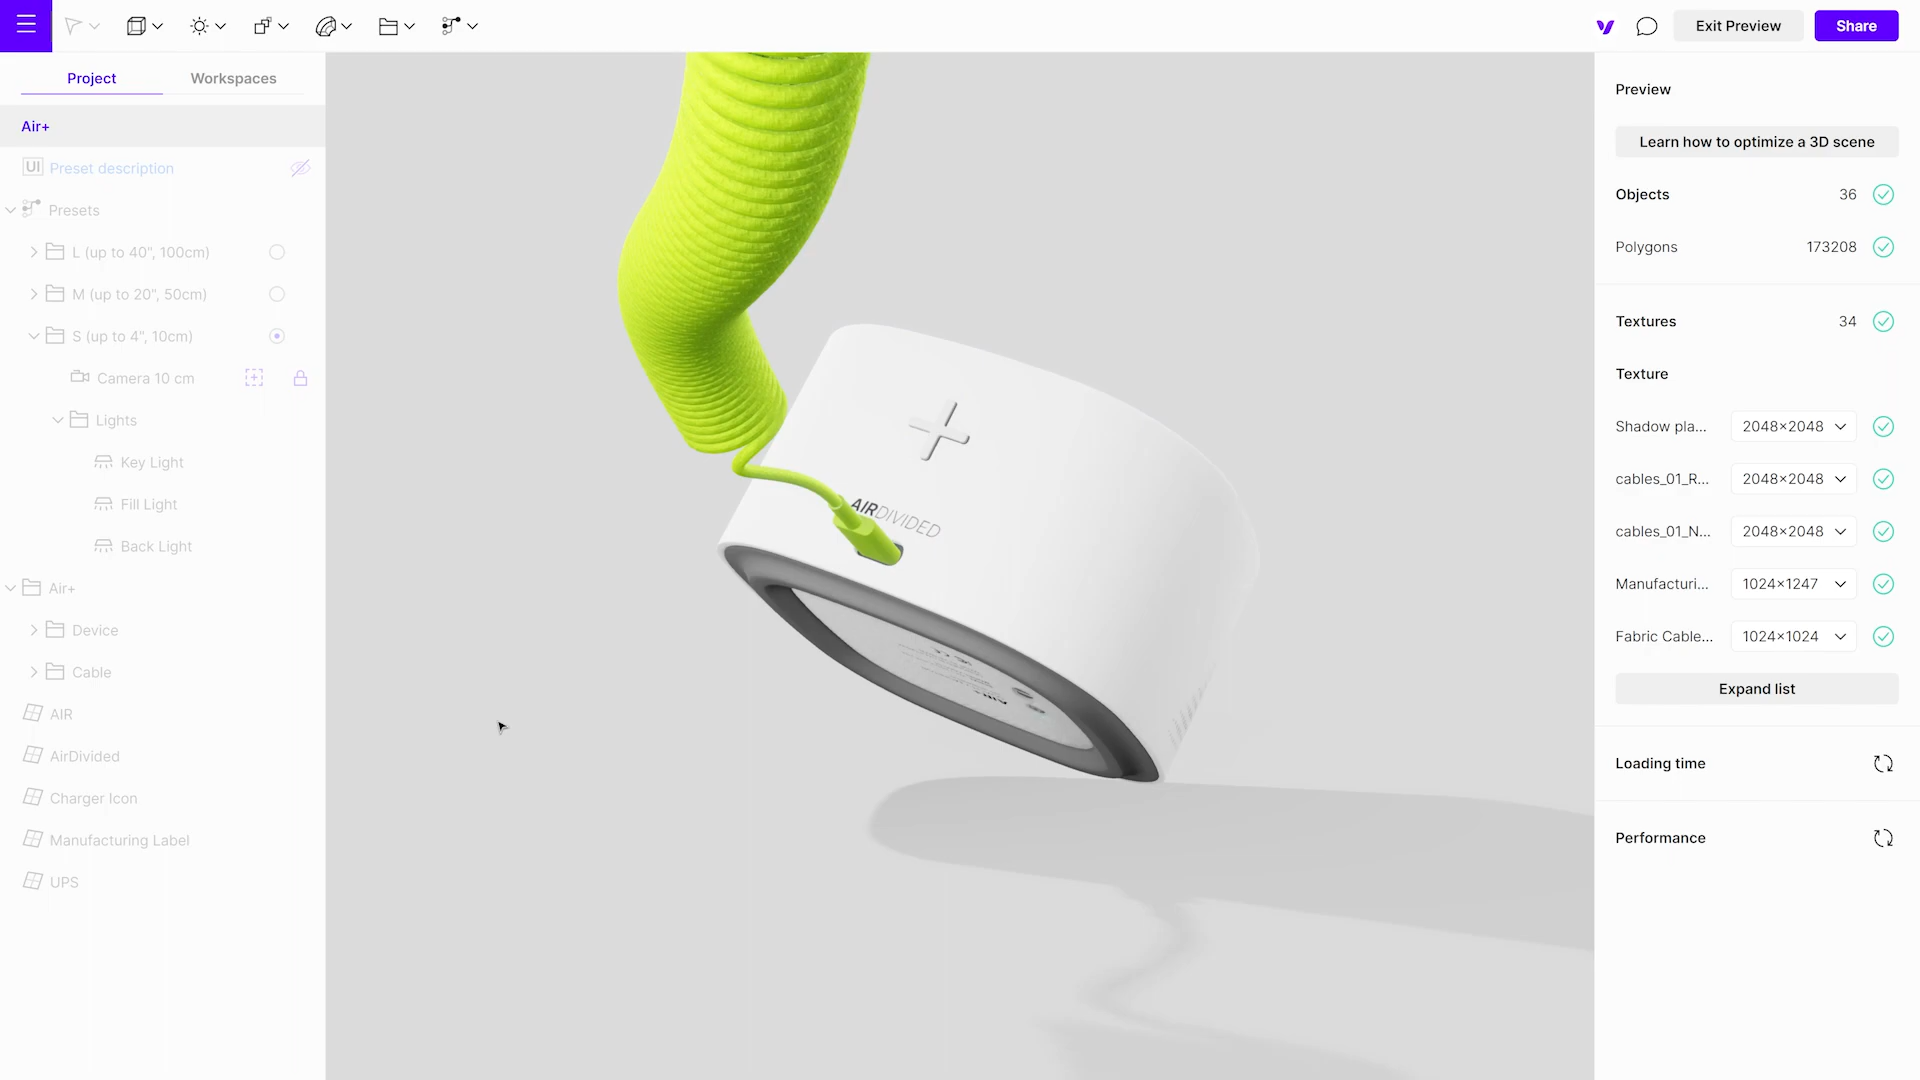 Exit Preview
Share
Project
Workspaces
Air+
UI Preset description
Presets
L (up to 40", 100cm)
M (up to 20", 50cm)
S (up to 4", 10cm)
Camera 10 cm
Lights
Key Light
Fill Light
Back Light
Air+
Device
Cable
AIR
AirDivided
Charger Icon
Manufacturing Label
UPS
AIRDIVIDED
Preview
Learn how to optimize a 3D scene
Objects 36
Polygons 173208
Textures 34
Texture
Shadow pla... 2048×2048
cables_01_R... 2048×2048
cables_01_N... 2048×2048
Manufacturi... 1024×1247
Fabric Cable... 1024×1024
Expand list
Loading time
Performance